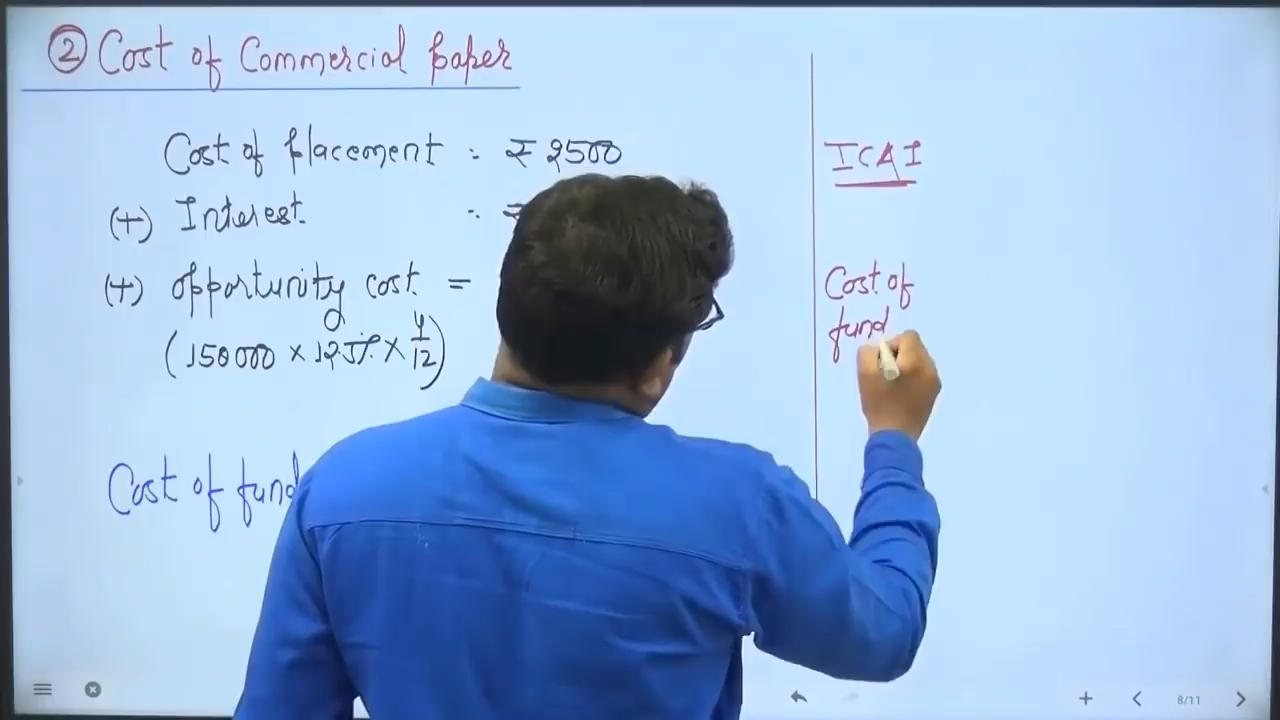 ② Cost of Commercial paper
Cost of placement : ₹ 2500
(+) Interest : ₹
(+) opportunity cost =
(150000 × 12.5% × 4/12)
Cost of fund
ICAI
Cost of
fund
8/11